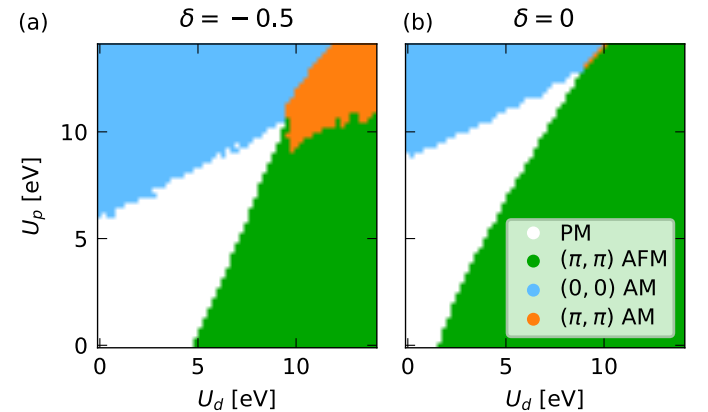 (a) δ = −0.5
(b) δ = 0
10
5
0
U_p [eV]
0 5 10
U_d [eV]
0 5 10
U_d [eV]
PM
(π, π) AFM
(0, 0) AM
(π, π) AM